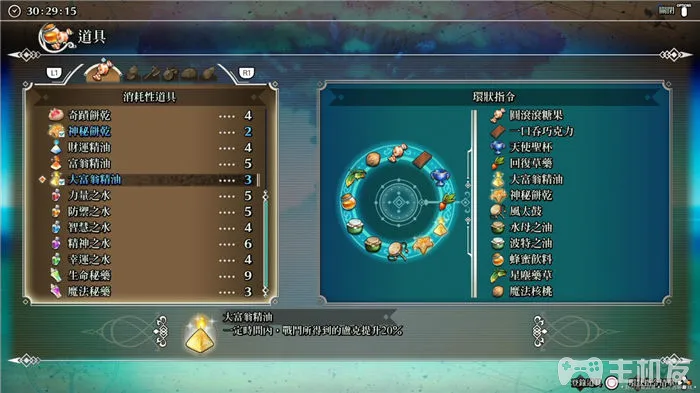 30:29:15
OPTIONS
關閉
道具
L1
R1
消耗性道具
奇蹟餅乾 ‥‥ 4
神秘餅乾 ‥‥ 2
財運精油 ‥‥ 5
富翁精油 ‥‥ 5
大富翁精油 ‥‥ 3
力量之水 ‥‥ 5
防禦之水 ‥‥ 5
智慧之水 ‥‥ 4
精神之水 ‥‥ 6
幸運之水 ‥‥ 4
生命秘藥 ‥‥ 9
魔法秘藥 ‥‥ 3
環狀指令
圓滾滾糖果
一口吞巧克力
天使聖杯
回復草藥
大富翁精油
神秘餅乾
風太鼓
水母之油
波特之油
蜂蜜飲料
星塵藥草
魔法核桃
大富翁精油
一定時間內，戰鬥所得到的盧克提升20%
主机友